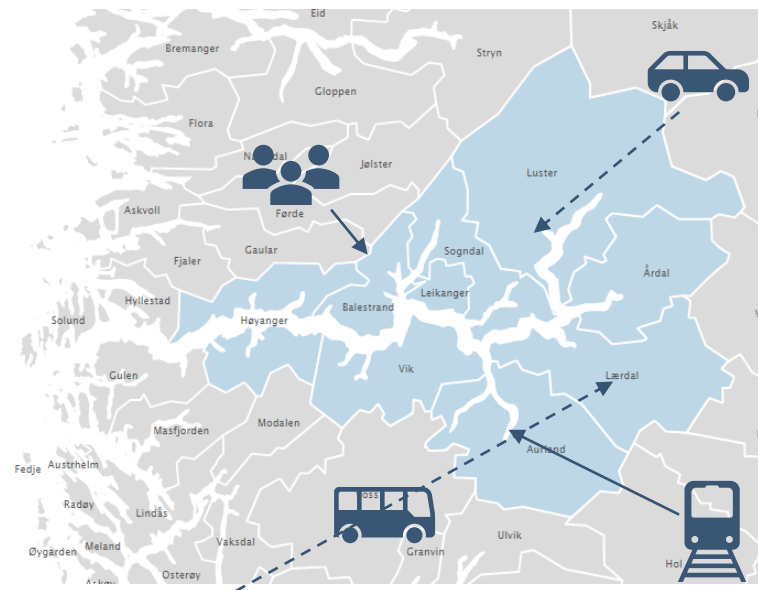 Eid
Skjåk
Bremanger
Stryn
Gloppen
Flora
Jølster
Luster
Askvoll
Førde
Gaular
Sogndal
Fjaler
Årdal
Leikanger
Hyllestad
Balestrand
Solund
Høyanger
Vik
Gulen
Lærdal
Modalen
Masfjorden
Aurland
Fedje
Austrheim
Radøy
Lindås
Ulvik
Vaksdal
Meland
Øygarden
Granvin
Hol
Osterøy
Askøy